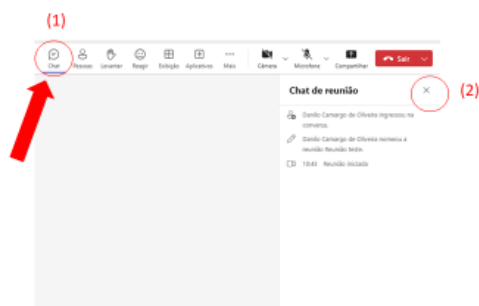 (1)
Chat Pessoas Levantar Reagir Exibição Aplicativos Mais Câmera Microfone Compartilhar Sair
Chat de reunião
(2)
Danilo Camargo de Oliveira ingressou na
conversa.
Danilo Camargo de Oliveira nomeou a
reunião Reunião teste.
10:43 Reunião iniciada